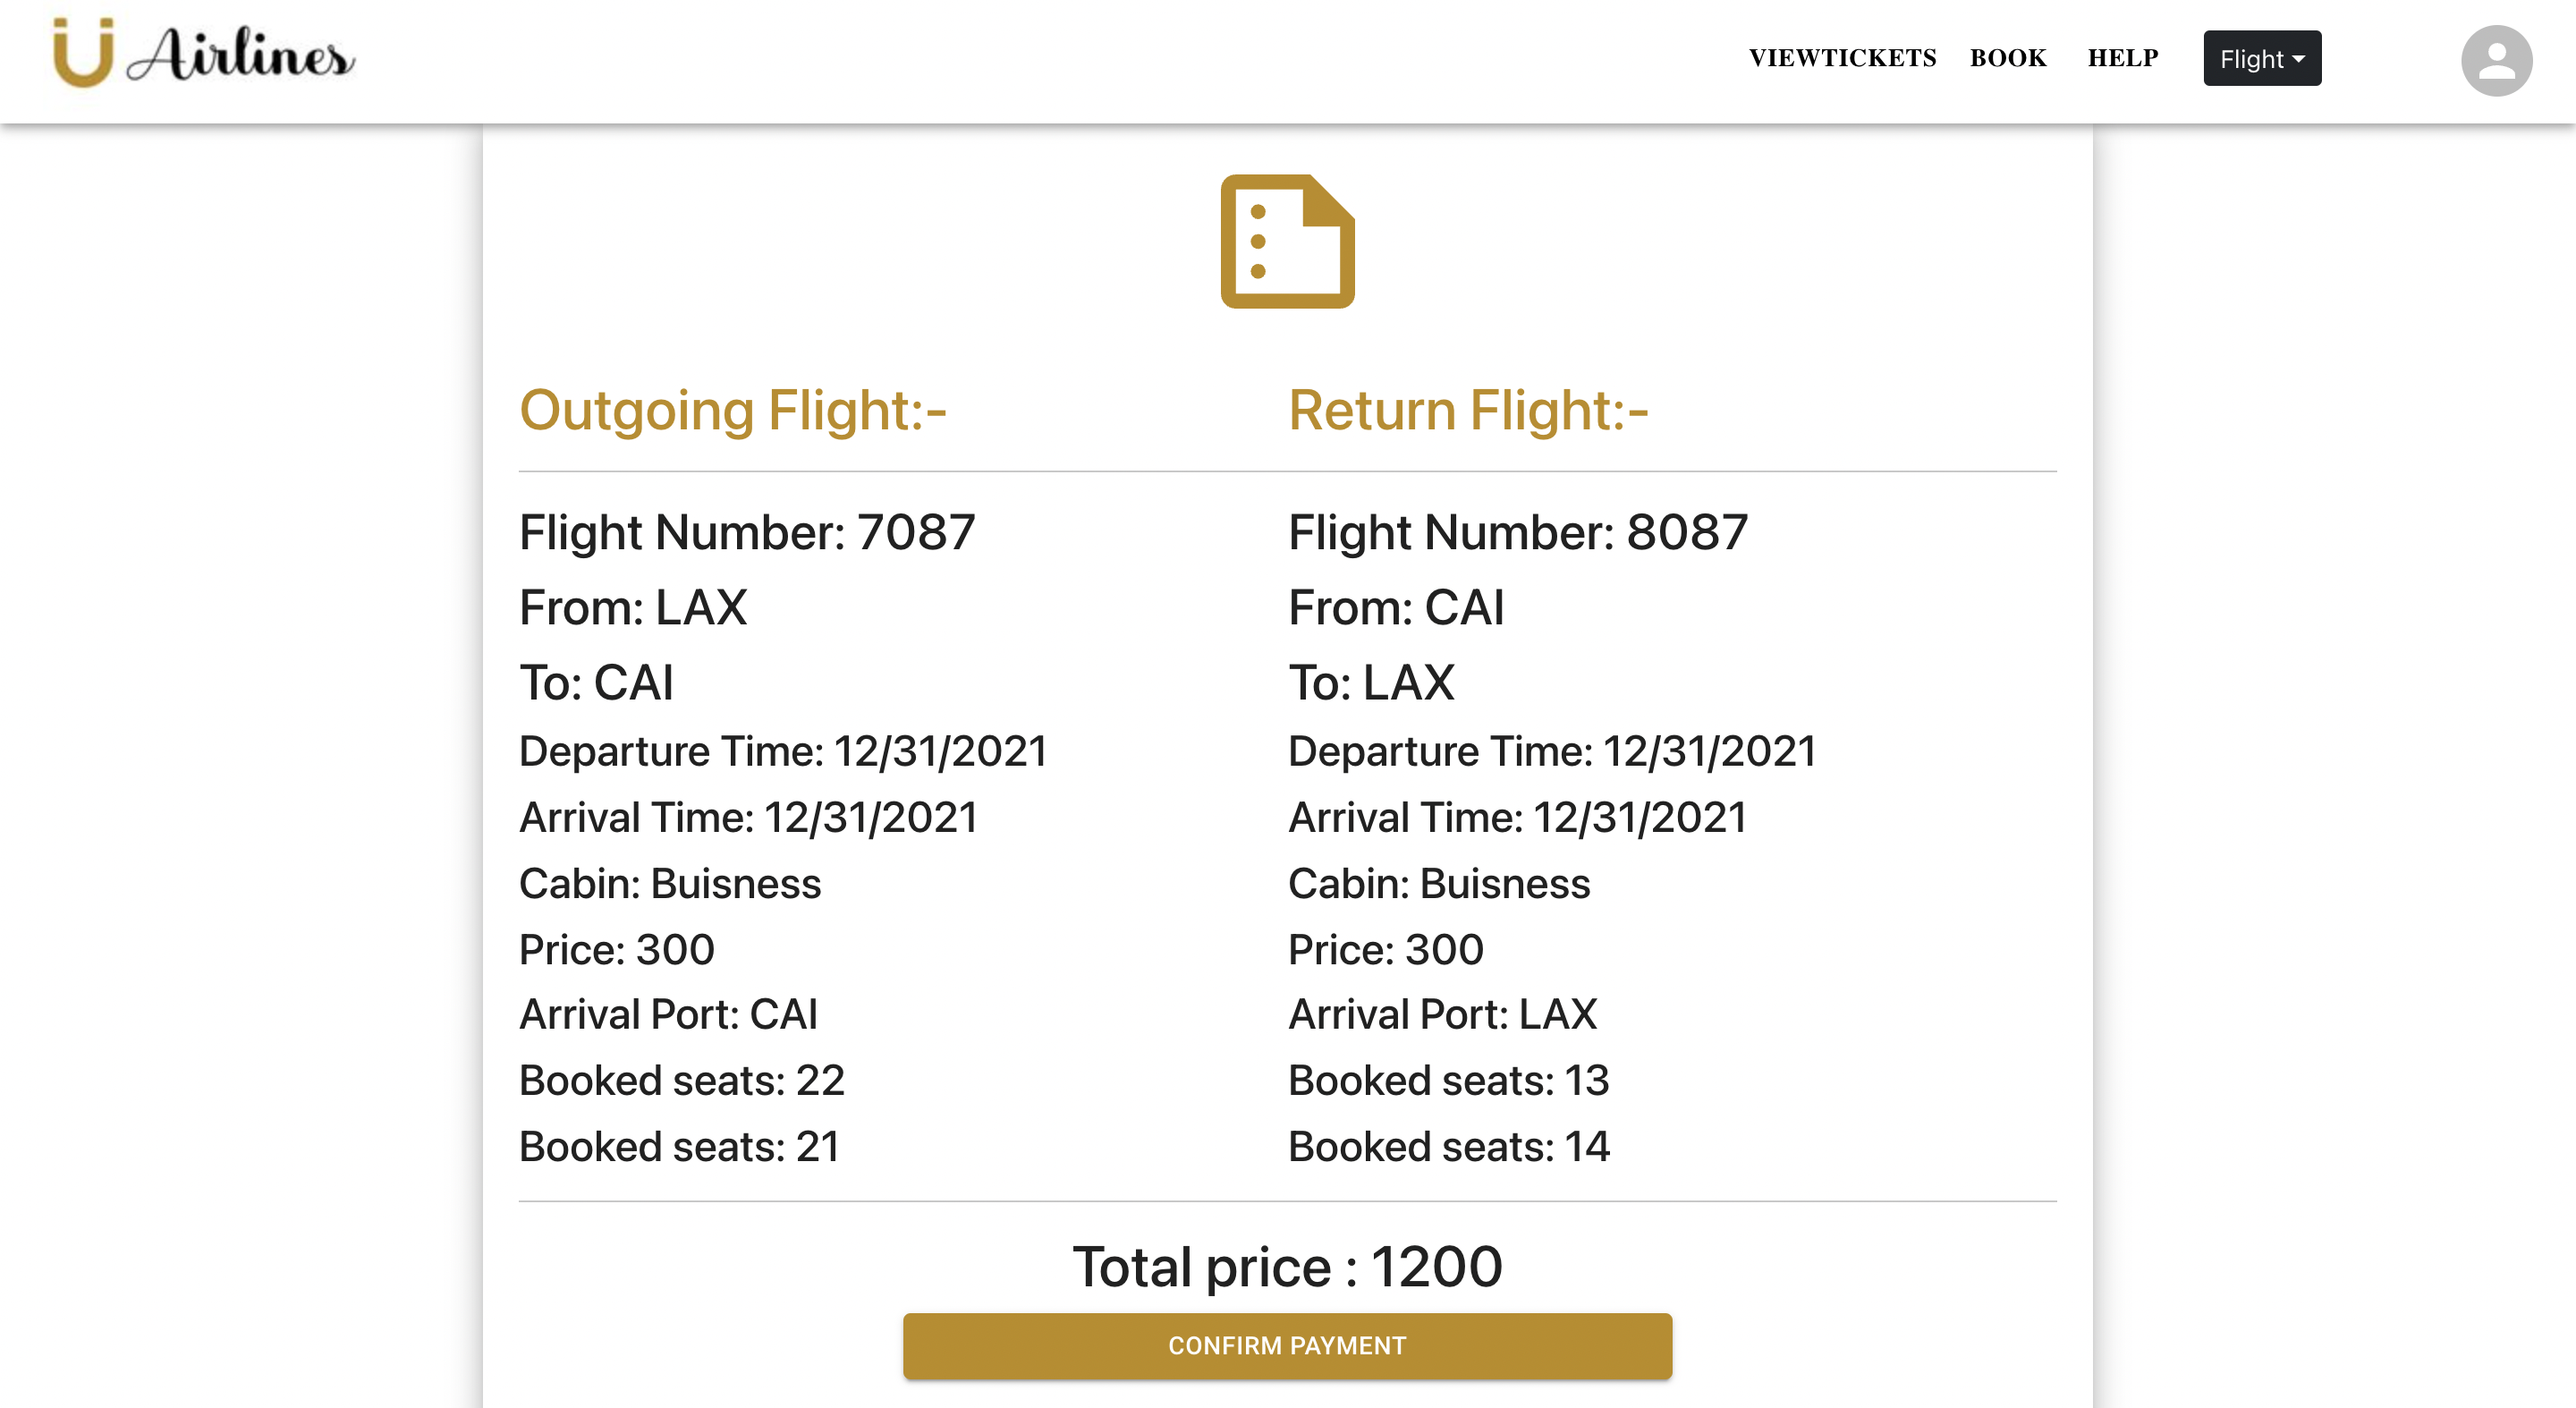 Ü Airlines
VIEWTICKETS BOOK HELP Flight
Outgoing Flight:-
Flight Number: 7087
From: LAX
To: CAI
Departure Time: 12/31/2021
Arrival Time: 12/31/2021
Cabin: Buisness
Price: 300
Arrival Port: CAI
Booked seats: 22
Booked seats: 21
Return Flight:-
Flight Number: 8087
From: CAI
To: LAX
Departure Time: 12/31/2021
Arrival Time: 12/31/2021
Cabin: Buisness
Price: 300
Arrival Port: LAX
Booked seats: 13
Booked seats: 14
Total price : 1200
CONFIRM PAYMENT